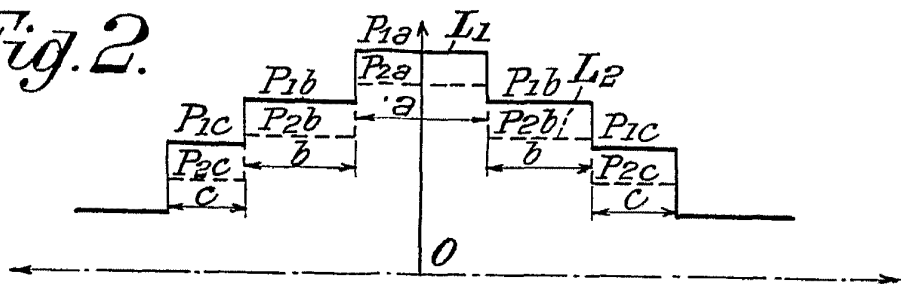 Fig. 2.
P1a L1
P2a
P1b P1b L2
a
P1c P2b P2b P1c
b b
P2c P2c
c c
O